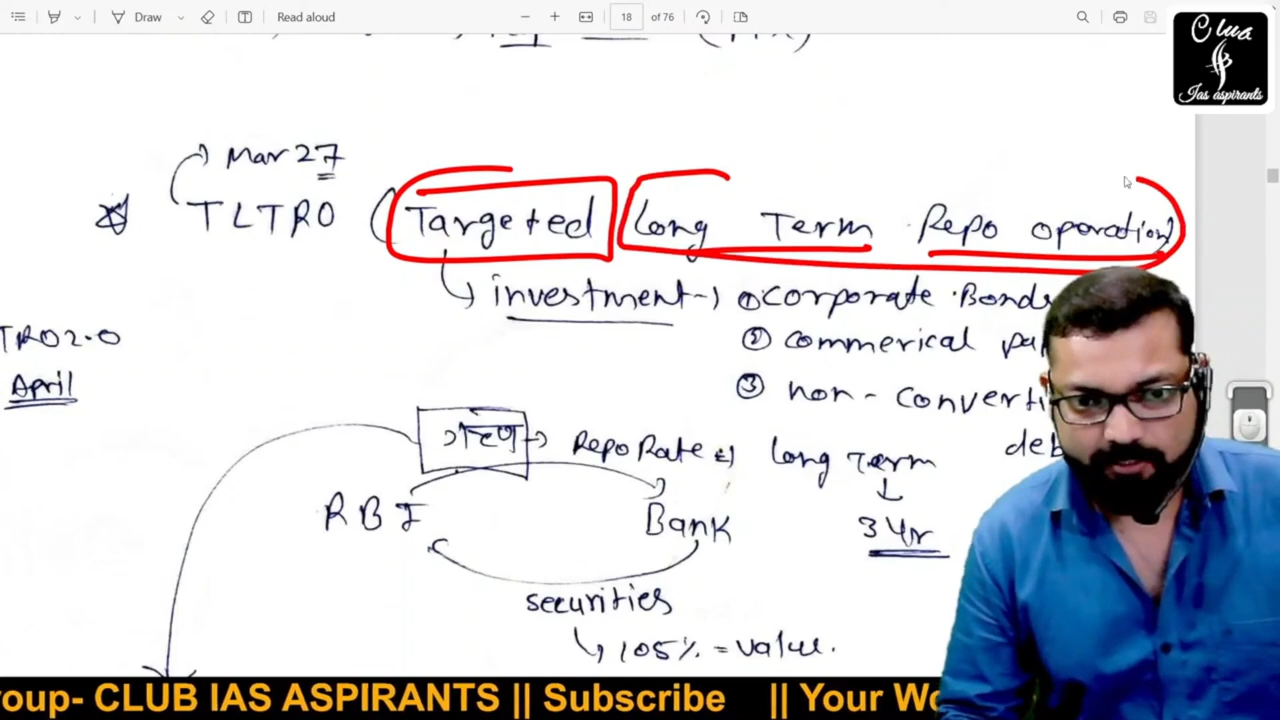 Draw
Read aloud
18
of 76
Club
Ias aspirants
Mar 27
TLTRO ( Targeted Long Term Repo operation)
investment → ① corporate Bonds
② commerical
③ non-converti
deb
TRO 2.0
April
Repo Rate
long Term
3 Yr
RBI
Bank
securities
105% = value.
roup- CLUB IAS ASPIRANTS || Subscribe || Your Wo